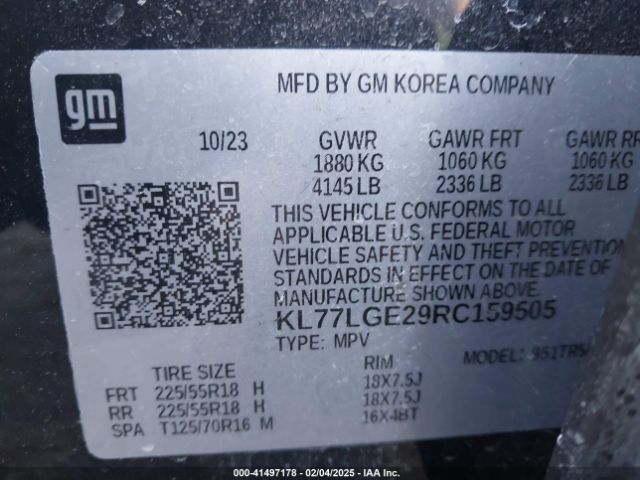 gm
MFD BY GM KOREA COMPANY
10/23 GVWR GAWR FRT GAWR RR
1880 KG 1060 KG 1060 KG
4145 LB 2336 LB 2336 LB
THIS VEHICLE CONFORMS TO ALL
APPLICABLE U.S. FEDERAL MOTOR
VEHICLE SAFETY AND THEFT PREVENTION
STANDARDS IN EFFECT ON THE DATE OF
MANUFACTURE SHOWN ABOVE.
KL77LGE29RC159505
TYPE: MPV MODEL:
TIRE SIZE RIM
FRT 225/55R18 H 18X7.5J
RR 225/55R18 H 18X7.5J
SPA T125/70R16 M 16X4BT
000-41497178 - 02/04/2025 - IAA Inc.